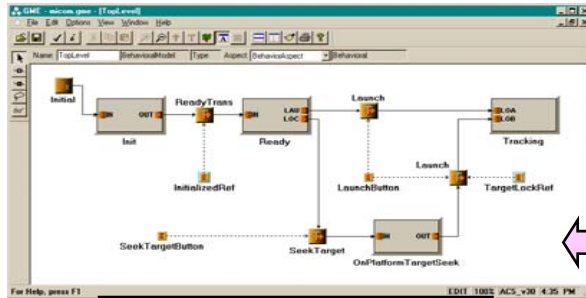 GME - micom.gme - [TopLevel]
File Edit Options View Window Help
Name: TopLevel BehavioralModel Type: Aspect: BehaviorAspect Behavioral
Initial
IN OUT
Init
ReadyTrans
IN LAU
LOC
Ready
Launch
LOA
LOB
Tracking
InitializedRef
LaunchButton
Launch
TargetLockRef
SeekTargetButton
SeekTarget
IN OUT
OnPlatformTargetSeek
For Help, press F1 EDIT 100% ACS_v30 4:35 PM